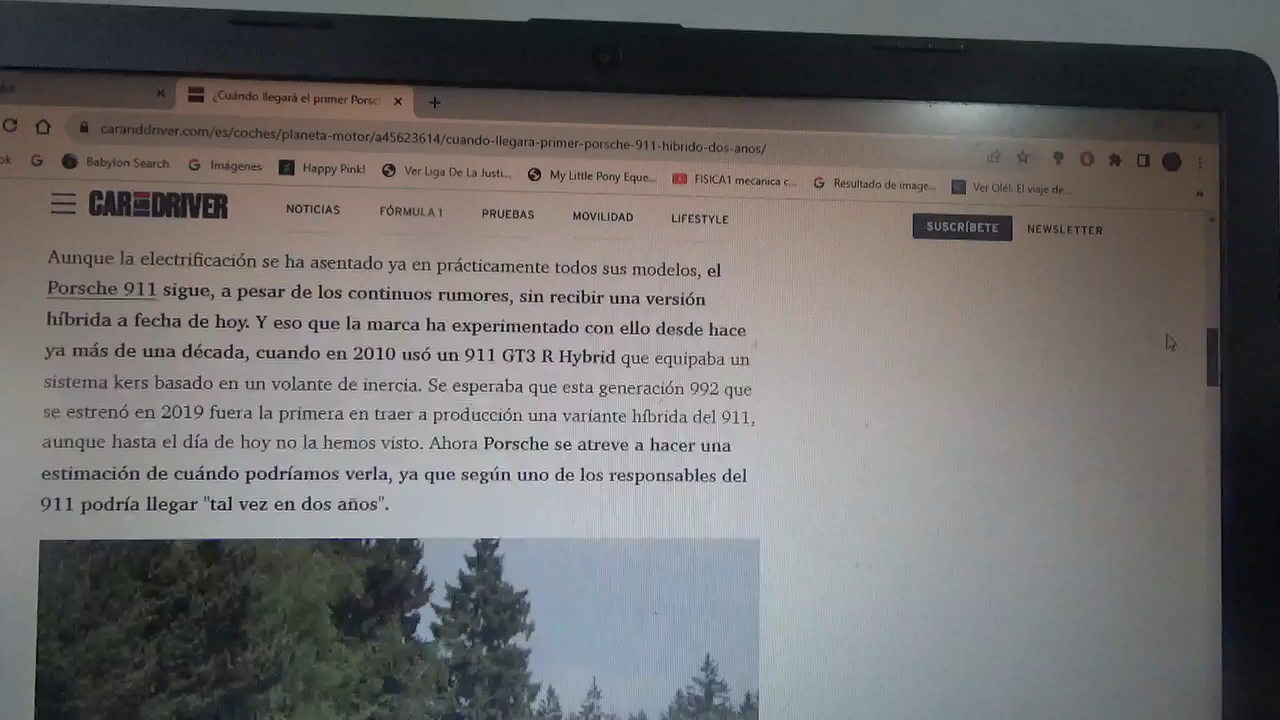 ¿Cuándo llegará el primer Porsc
caranddriver.com/es/coches/planeta-motor/a45623614/cuando-llegara-primer-porsche-911-hibrido-dos-anos/
ok
Babylon Search
Imágenes
Happy Pink!
Ver Liga De La Justi...
My Little Pony Eque...
FISICA1 mecanica c...
Resultado de image...
Ver Olé!. El viaje de...
»
CAR AND DRIVER
NOTICIAS
FÓRMULA 1
PRUEBAS
MOVILIDAD
LIFESTYLE
SUSCRÍBETE
NEWSLETTER
Aunque la electrificación se ha asentado ya en prácticamente todos sus modelos, el
Porsche 911 sigue, a pesar de los continuos rumores, sin recibir una versión
híbrida a fecha de hoy. Y eso que la marca ha experimentado con ello desde hace
ya más de una década, cuando en 2010 usó un 911 GT3 R Hybrid que equipaba un
sistema kers basado en un volante de inercia. Se esperaba que esta generación 992 que
se estrenó en 2019 fuera la primera en traer a producción una variante híbrida del 911,
aunque hasta el día de hoy no la hemos visto. Ahora Porsche se atreve a hacer una
estimación de cuándo podríamos verla, ya que según uno de los responsables del
911 podría llegar "tal vez en dos años".